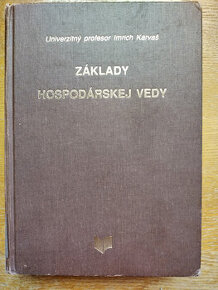 Univerzitný profesor Imrich Karvaš
ZÁKLADY
HOSPODÁRSKEJ VEDY